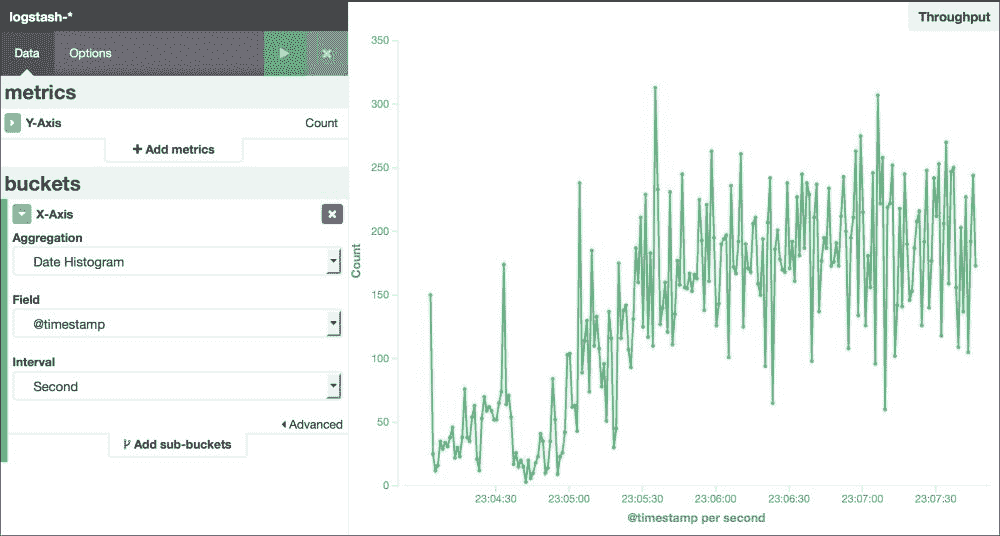 logstash-*
Data Options
metrics
Y-Axis Count
+ Add metrics
buckets
X-Axis
Aggregation
Date Histogram
Field
@timestamp
Interval
Second
Advanced
Add sub-buckets
Throughput
350
300
250
200
150
100
50
0
Count
23:04:30 23:05:00 23:05:30 23:06:00 23:06:30 23:07:00 23:07:30
@timestamp per second